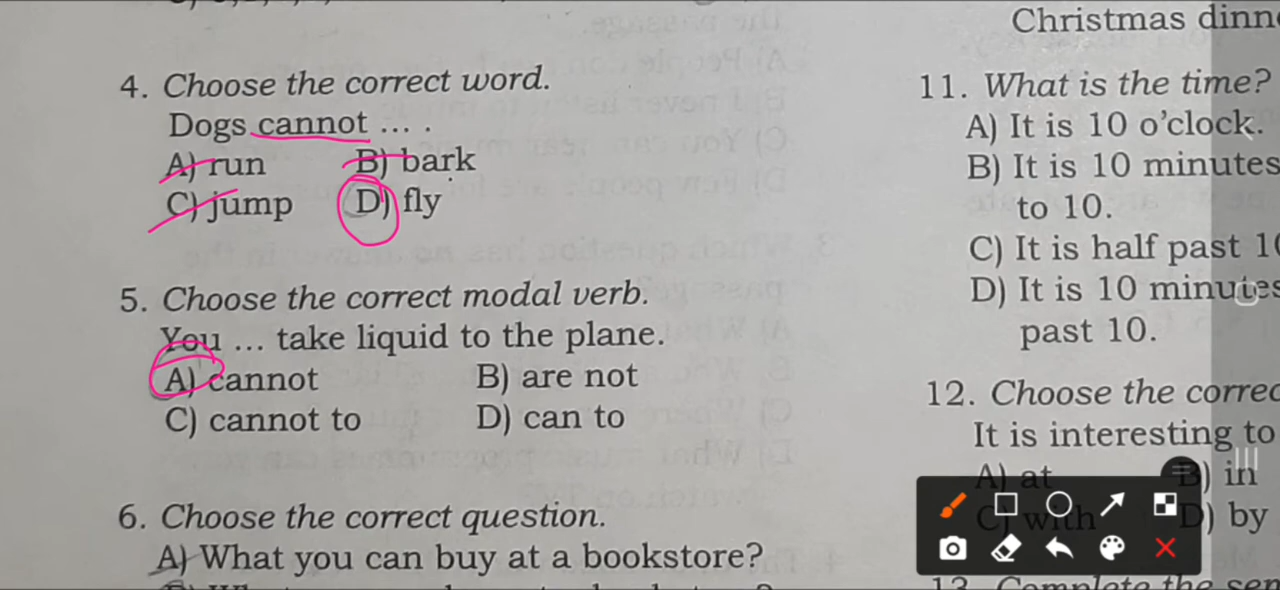 4. Choose the correct word.
Dogs cannot ... .
A) run B) bark
C) jump D) fly
5. Choose the correct modal verb.
You ... take liquid to the plane.
A) cannot B) are not
C) cannot to D) can to
6. Choose the correct question.
A) What you can buy at a bookstore?
Christmas
11. What is the time?
A) It is 10 o'clock.
B) It is 10 minutes
to 10.
C) It is half past
D) It is 10 minutes
past 10.
12. Choose the
It is interesting to
A) at B) in
C) with D) by
13. Complete the